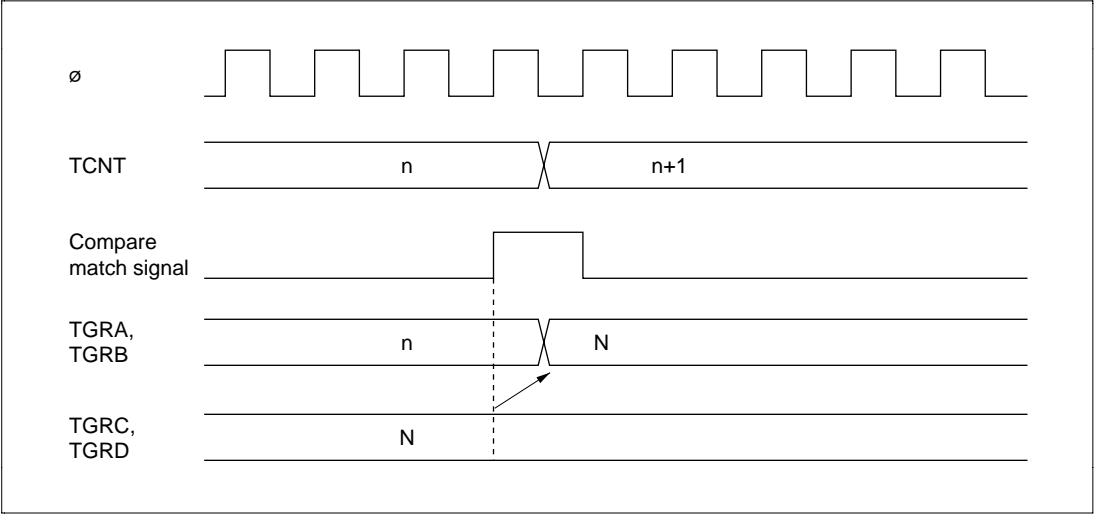 ø
TCNT
n
n+1
Compare
match signal
TGRA,
TGRB
n
N
TGRC,
TGRD
N